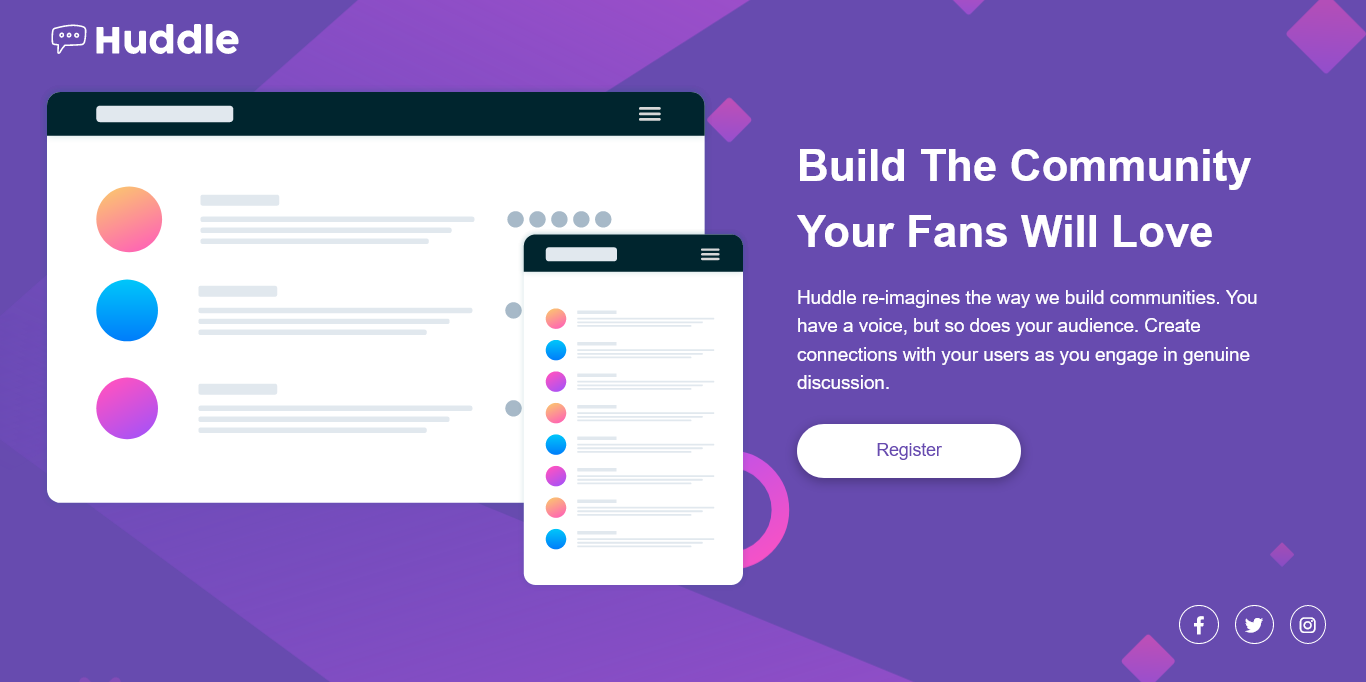 Huddle
Build The Community
Your Fans Will Love
Huddle re-imagines the way we build communities. You
have a voice, but so does your audience. Create
connections with your users as you engage in genuine
discussion.
Register